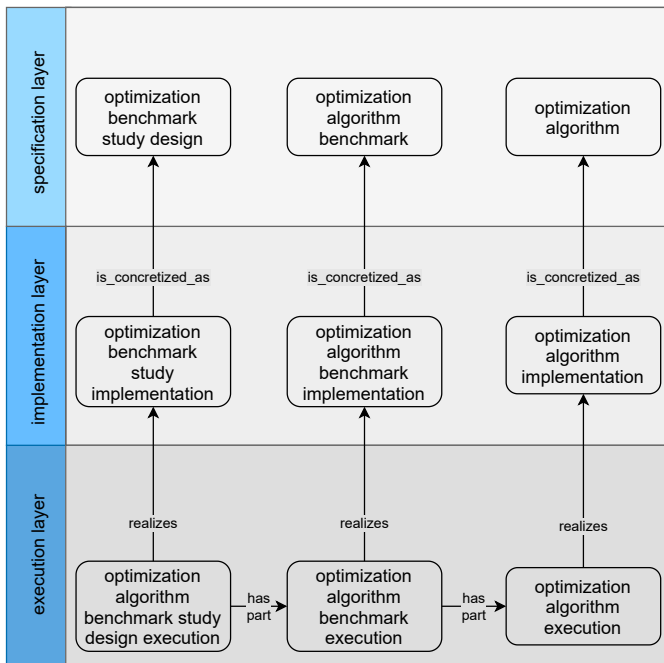 specification layer
optimization
benchmark
study design
optimization
algorithm
benchmark
optimization
algorithm
is_concretized_as
is_concretized_as
is_concretized_as
implementation layer
optimization
benchmark
study
implementation
optimization
algorithm
benchmark
implementation
optimization
algorithm
implementation
realizes
realizes
realizes
execution layer
optimization
algorithm
benchmark study
design execution
has
part
optimization
algorithm
benchmark
execution
has
part
optimization
algorithm
execution